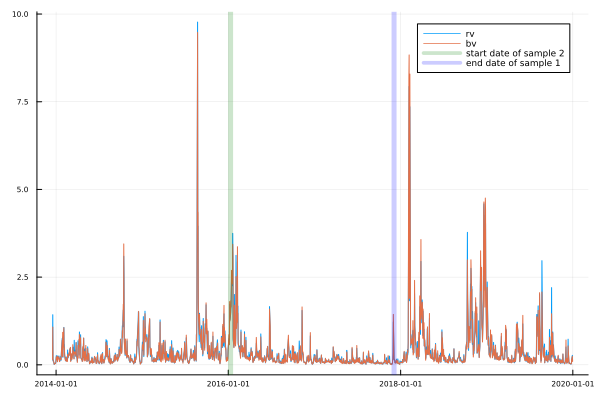 10.0
rv
bv
start date of sample 2
end date of sample 1
7.5
5.0
2.5
0.0
2014-01-01
2016-01-01
2018-01-01
2020-01-01